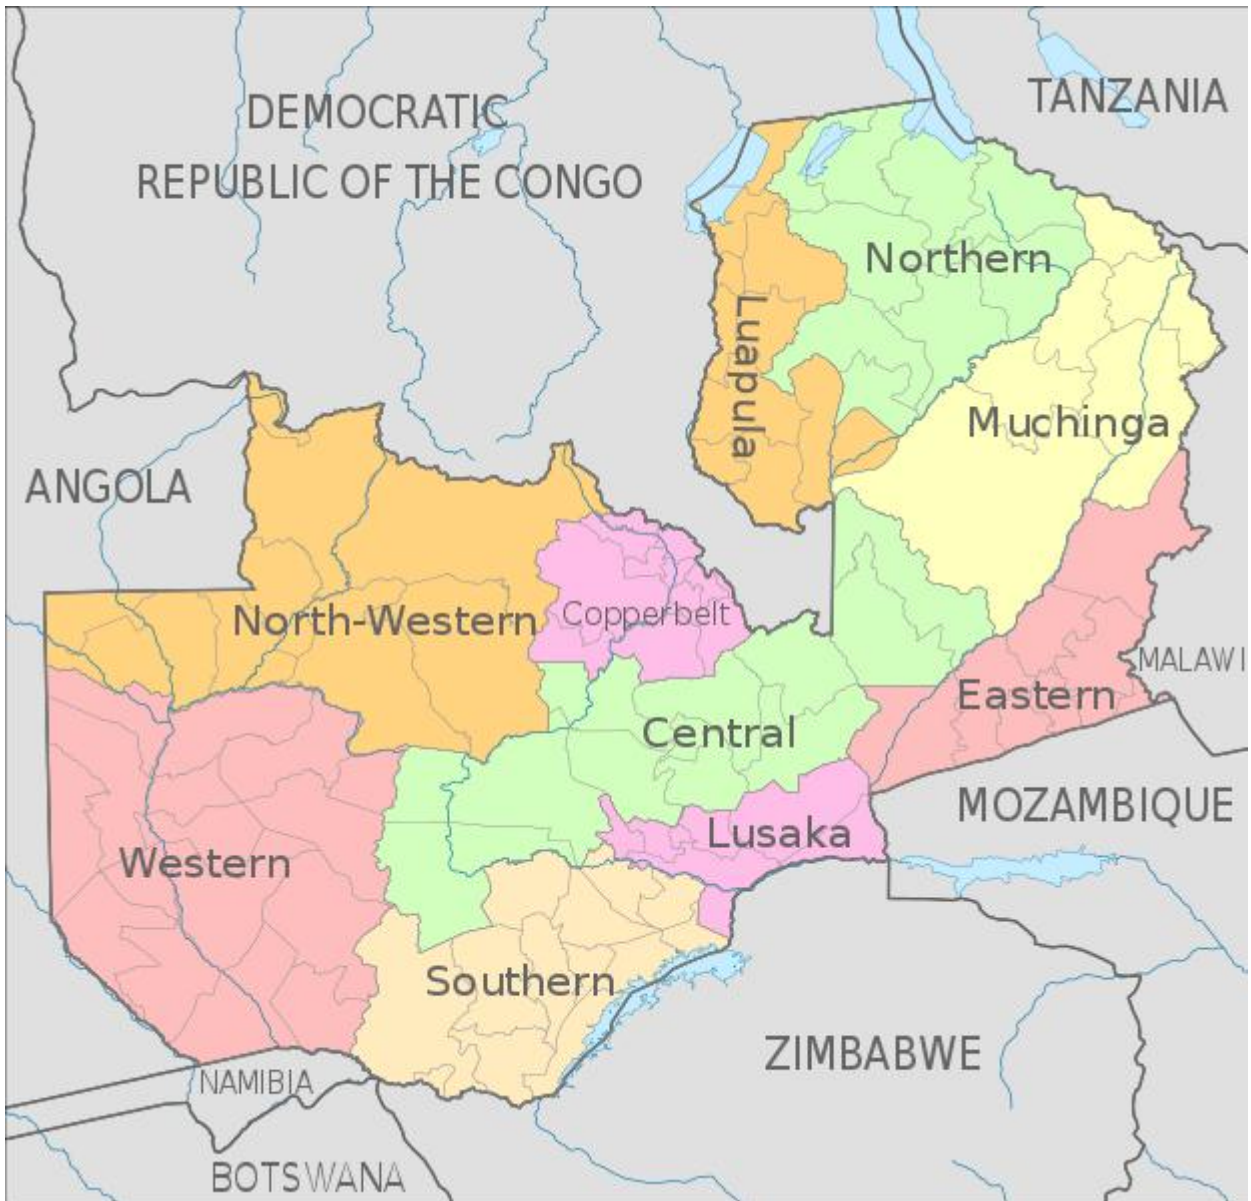 DEMOCRATIC
REPUBLIC OF THE CONGO
TANZANIA
Northern
Luapula
Muchinga
ANGOLA
North-Western
Copperbelt
MALAWI
Eastern
Central
MOZAMBIQUE
Lusaka
Western
Southern
ZIMBABWE
NAMIBIA
BOTSWANA